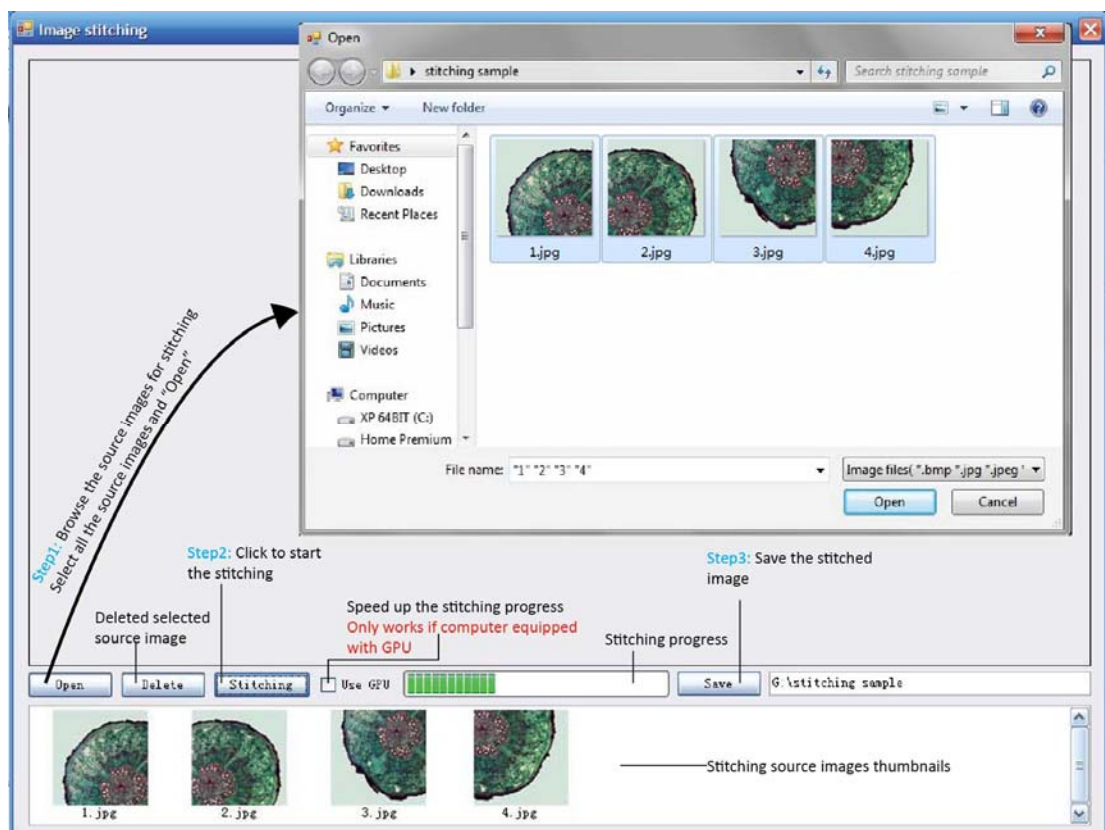 Image stitching
Open
stitching sample
Search stitching sample
Organize
New folder
Favorites
Desktop
Downloads
Recent Places
Libraries
Documents
Music
Pictures
Videos
Computer
XP 64BIT (C:)
Home Premium
1.jpg
2.jpg
3.jpg
4.jpg
File name:
"1" "2" "3" "4"
Image files( *.bmp *.jpg *.jpeg *
Open
Cancel
Step1: Browse the source images for stitching
Select all the source images and “Open”
Step2: Click to start
the stitching
Step3: Save the stitched
image
Deleted selected
source image
Speed up the stitching progress
Only works if computer equipped
with GPU
Stitching progress
Open
Delete
Stitching
Use GPU
Save
G:\stitching sample
Stitching source images thumbnails
1.jpg
2.jpg
3.jpg
4.jpg